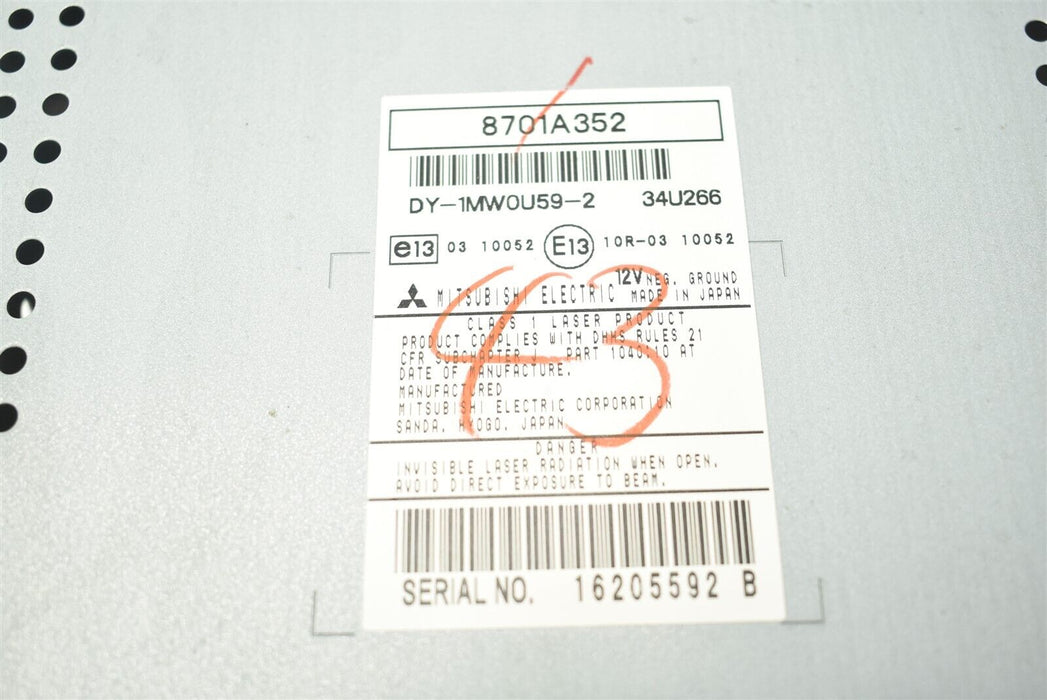 8701A352
DY-1MW0U59-2 34U266
e13 03 10052 E13 10R-03 10052
12V NEG. GROUND
MITSUBISHI ELECTRIC MADE IN JAPAN
CLASS 1 LASER PRODUCT
PRODUCT COMPLIES WITH DHHS RULES 21
CFR SUBCHAPTER J PART 1040.10 AT
DATE OF MANUFACTURE.
MANUFACTURED
MITSUBISHI ELECTRIC CORPORATION
SANDA, HYOGO, JAPAN
DANGER
INVISIBLE LASER RADIATION WHEN OPEN.
AVOID DIRECT EXPOSURE TO BEAM.
SERIAL NO. 16205592 B